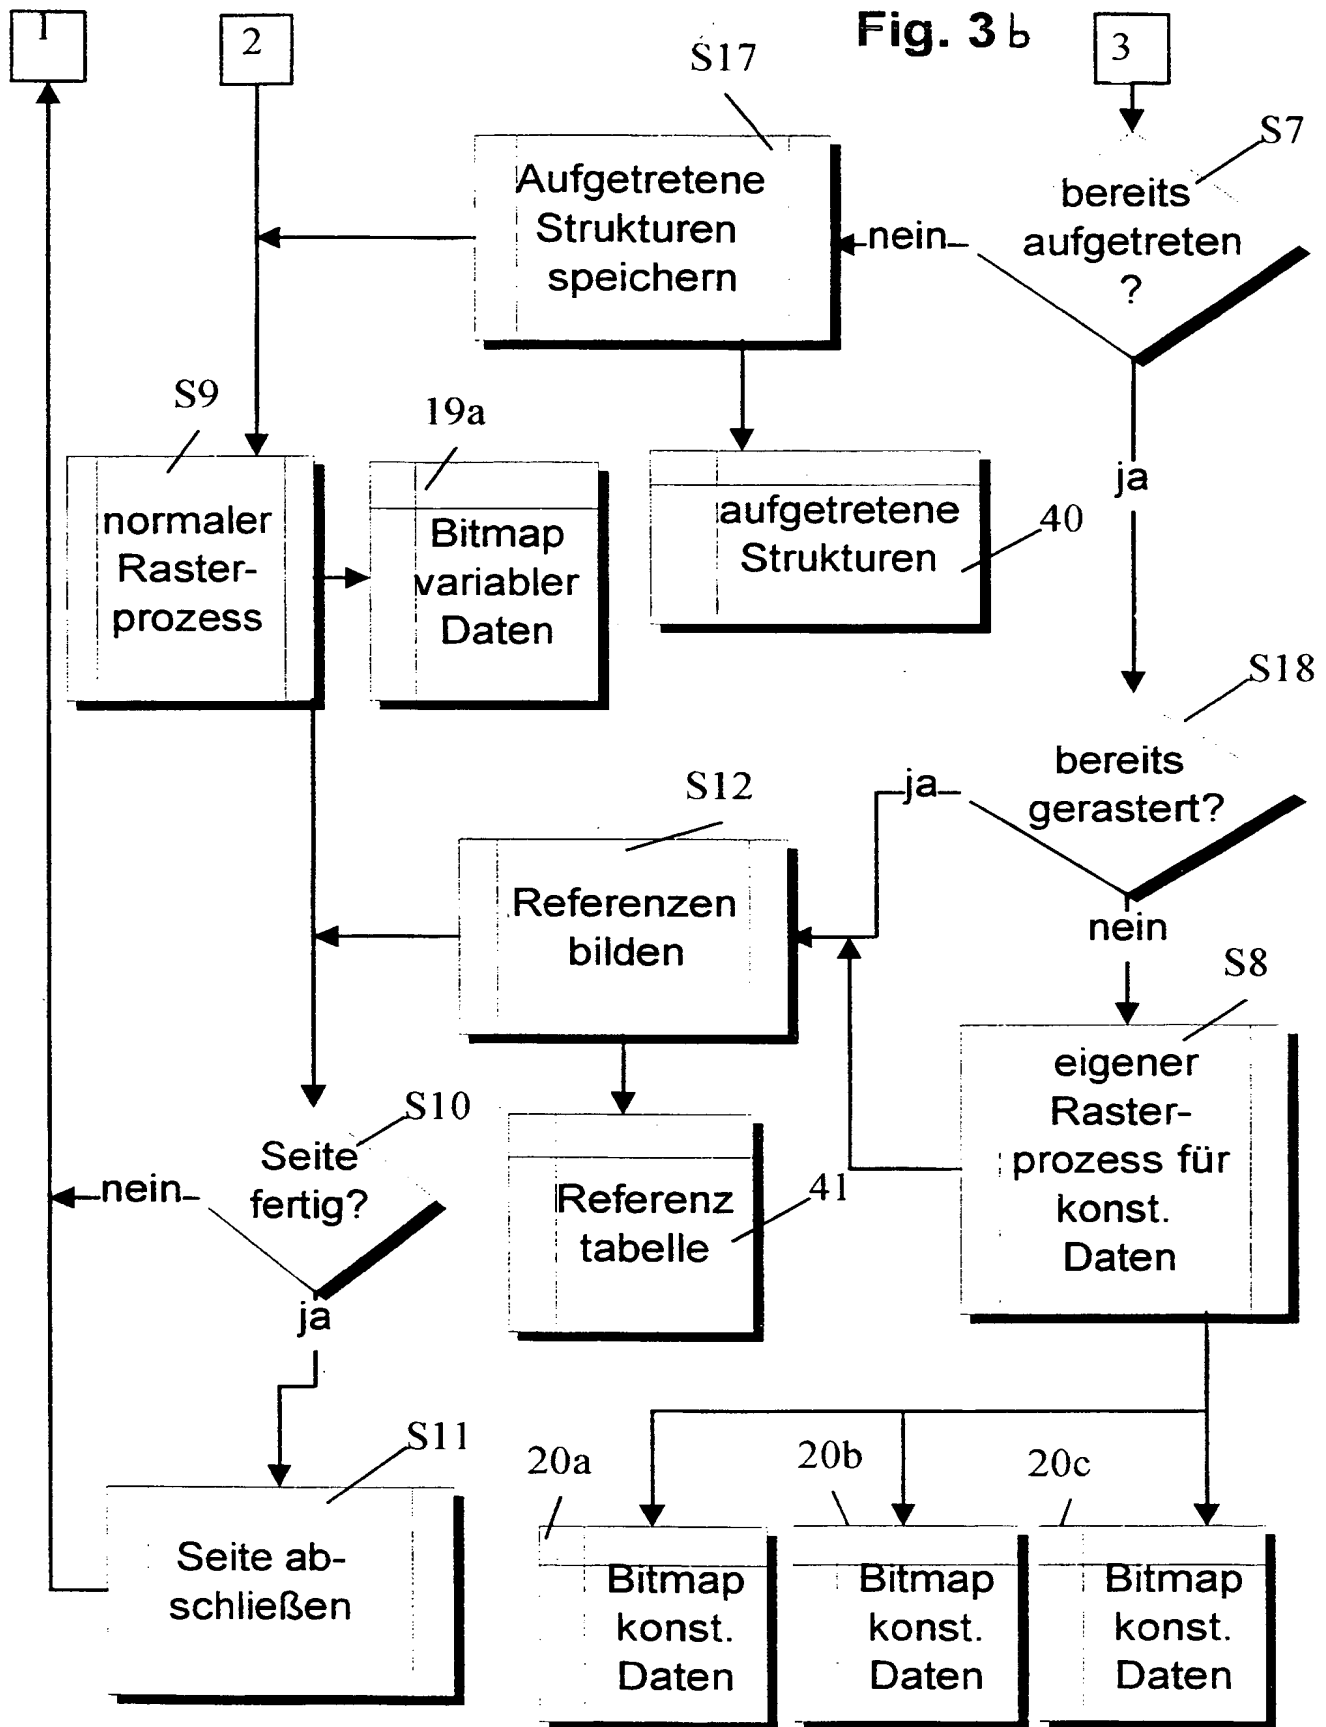 1
2
Fig. 3 b
3
S17
S7
Aufgetretene
Strukturen
speichern
nein
bereits
aufgetreten
?
S9
19a
ja
normaler
Raster-
prozess
Bitmap
variabler
Daten
aufgetretene
Strukturen
40
S18
S12
ja
bereits
gerastert?
Referenzen
bilden
nein
S8
S10
eigener
Raster-
prozess für
konst.
Daten
Seite
fertig?
nein
Referenz
tabelle
41
ja
S11
20a
20b
20c
Seite ab-
schließen
Bitmap
konst.
Daten
Bitmap
konst.
Daten
Bitmap
konst.
Daten